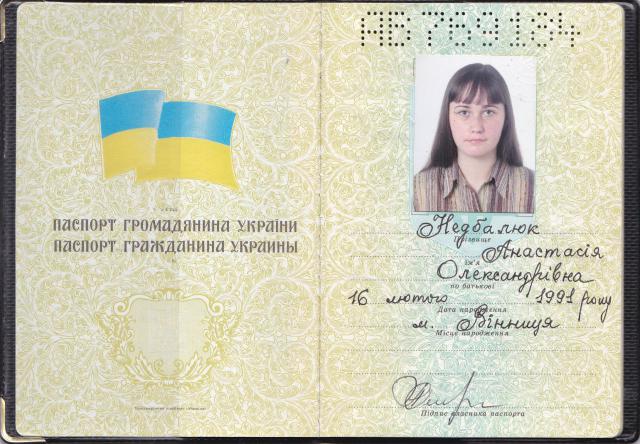 ПАСПОРТ ГРОМАДЯНИНА УКРАЇНИ
ПАСПОРТ ГРАЖДАНИНА УКРАИНЫ
АВ 759184
Недбалюк
Прізвище
Анастасія
Ім'я
Олександрівна
по батькові
16 лютого 1991 року
Дата народження
м. Вінниця
Місце народження
Підпис власника паспорта